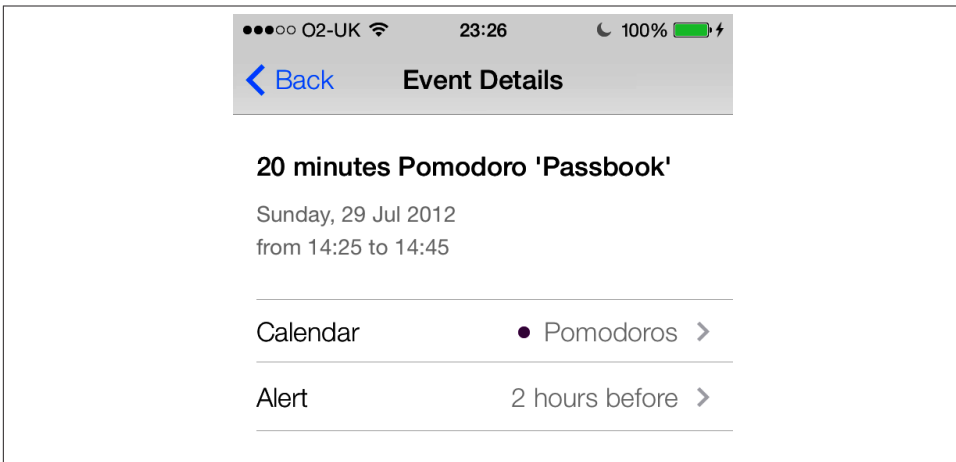 O2-UK 23:26 100%
Back Event Details
20 minutes Pomodoro 'Passbook'
Sunday, 29 Jul 2012
from 14:25 to 14:45
Calendar Pomodoros
Alert 2 hours before